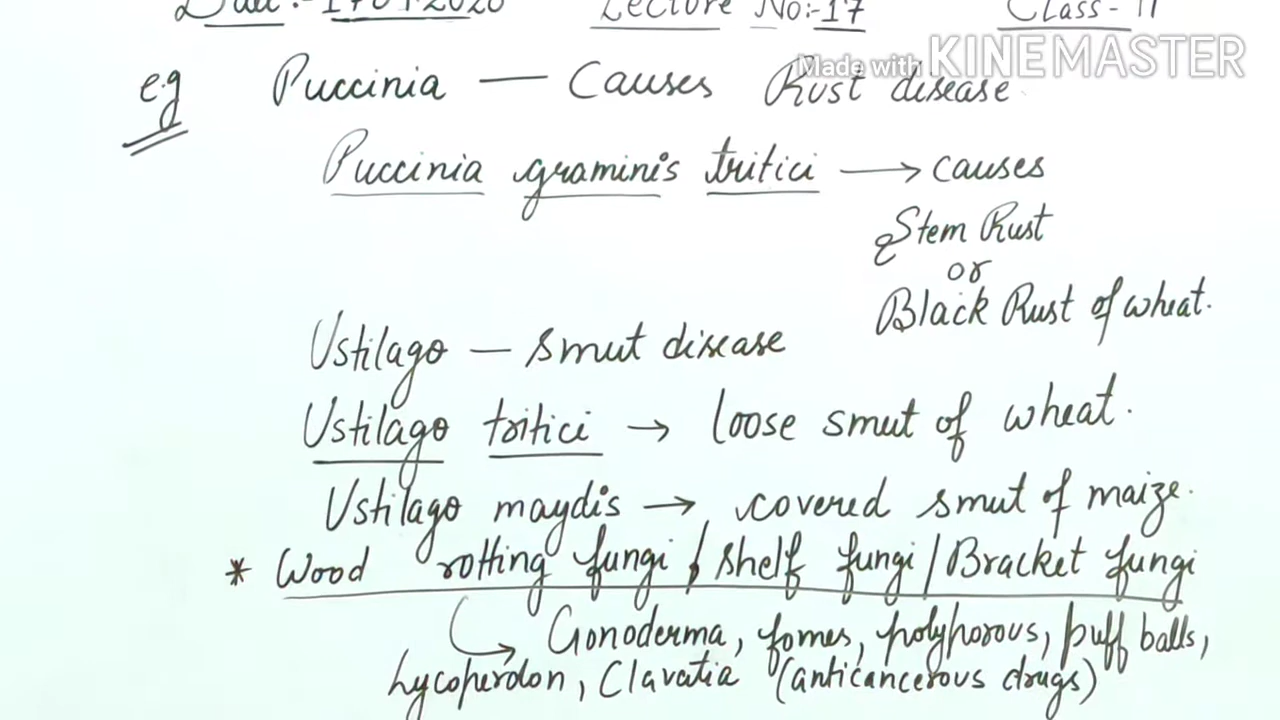 Date:- Lecture No:-17 Class- 11
Made with KINEMASTER
e.g Puccinia — Causes Rust disease
Puccinia graminis tritici → causes
Stem Rust
or
Black Rust of wheat.
Ustilago — smut disease
Ustilago tritici → loose smut of wheat.
Ustilago maydis → covered smut of maize.
* Wood rotting fungi / shelf fungi / Bracket fungi
Gonoderma, fomes, polyporous, puff balls,
Lycoperdon, Clavatia (anticancerous drugs)